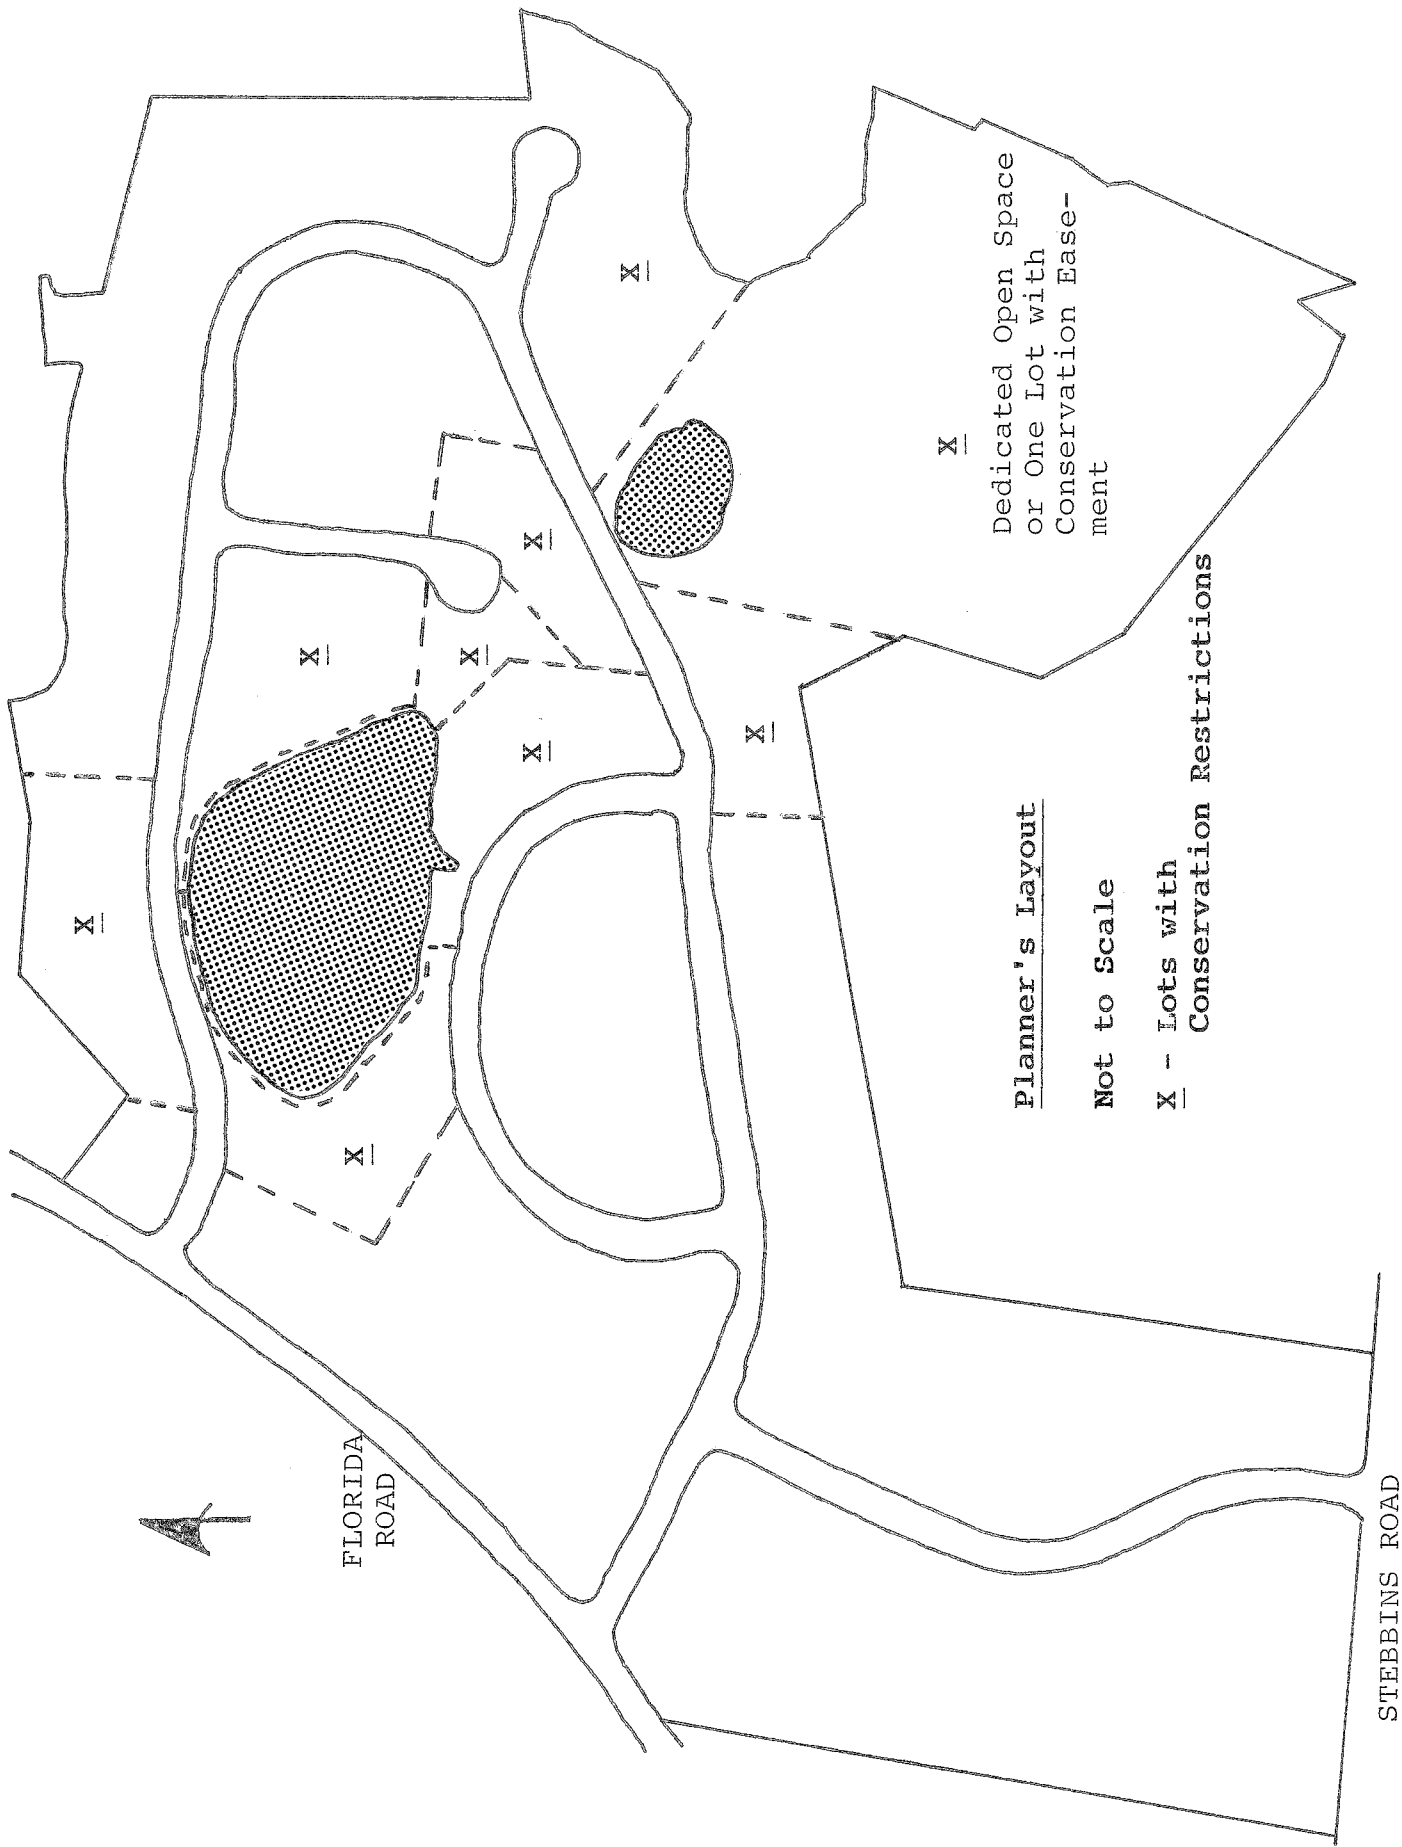 X
X
X
X
X
X
X
X
X
Dedicated Open Space
or One Lot with
Conservation Ease-
ment
FLORIDA
ROAD
Planner's Layout
Not to Scale
X - Lots with
Conservation Restrictions
STEBBINS ROAD